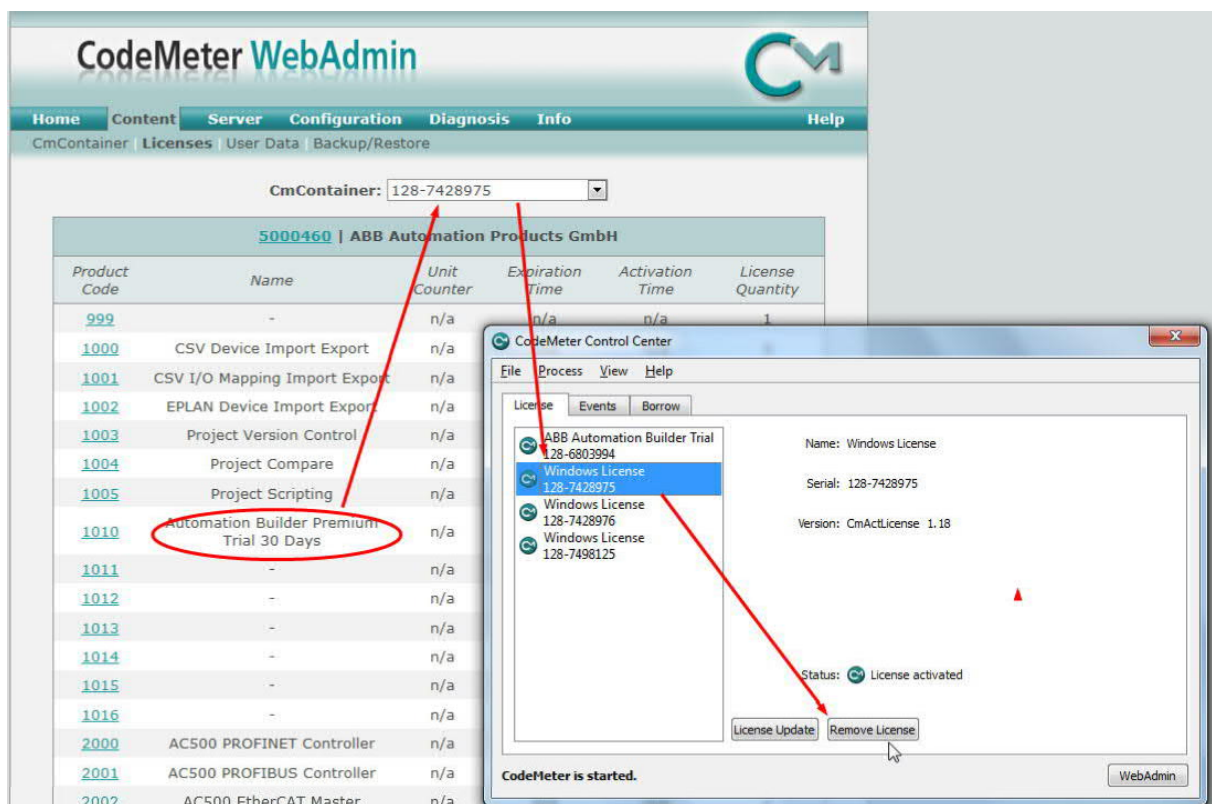 CodeMeter WebAdmin
Home Content Server Configuration Diagnosis Info Help
CmContainer Licenses User Data Backup/Restore
CmContainer: 128-7428975
5000460 | ABB Automation Products GmbH
Product Code Name Unit Counter Expiration Time Activation Time License Quantity
999 - n/a n/a n/a 1
1000 CSV Device Import Export n/a
1001 CSV I/O Mapping Import Export n/a
1002 EPLAN Device Import Export n/a
1003 Project Version Control n/a
1004 Project Compare n/a
1005 Project Scripting n/a
1010 Automation Builder Premium Trial 30 Days n/a
1011 - n/a
1012 - n/a
1013 - n/a
1014 - n/a
1015 - n/a
1016 - n/a
2000 AC500 PROFINET Controller n/a
2001 AC500 PROFIBUS Controller n/a
2002 AC500 EtherCAT Master n/a
CodeMeter Control Center
File Process View Help
License Events Borrow
ABB Automation Builder Trial
128-6803994
Windows License
128-7428975
Windows License
128-7428976
Windows License
128-7498125
Name: Windows License
Serial: 128-7428975
Version: CmActLicense 1.18
Status: License activated
License Update Remove License
CodeMeter is started. WebAdmin